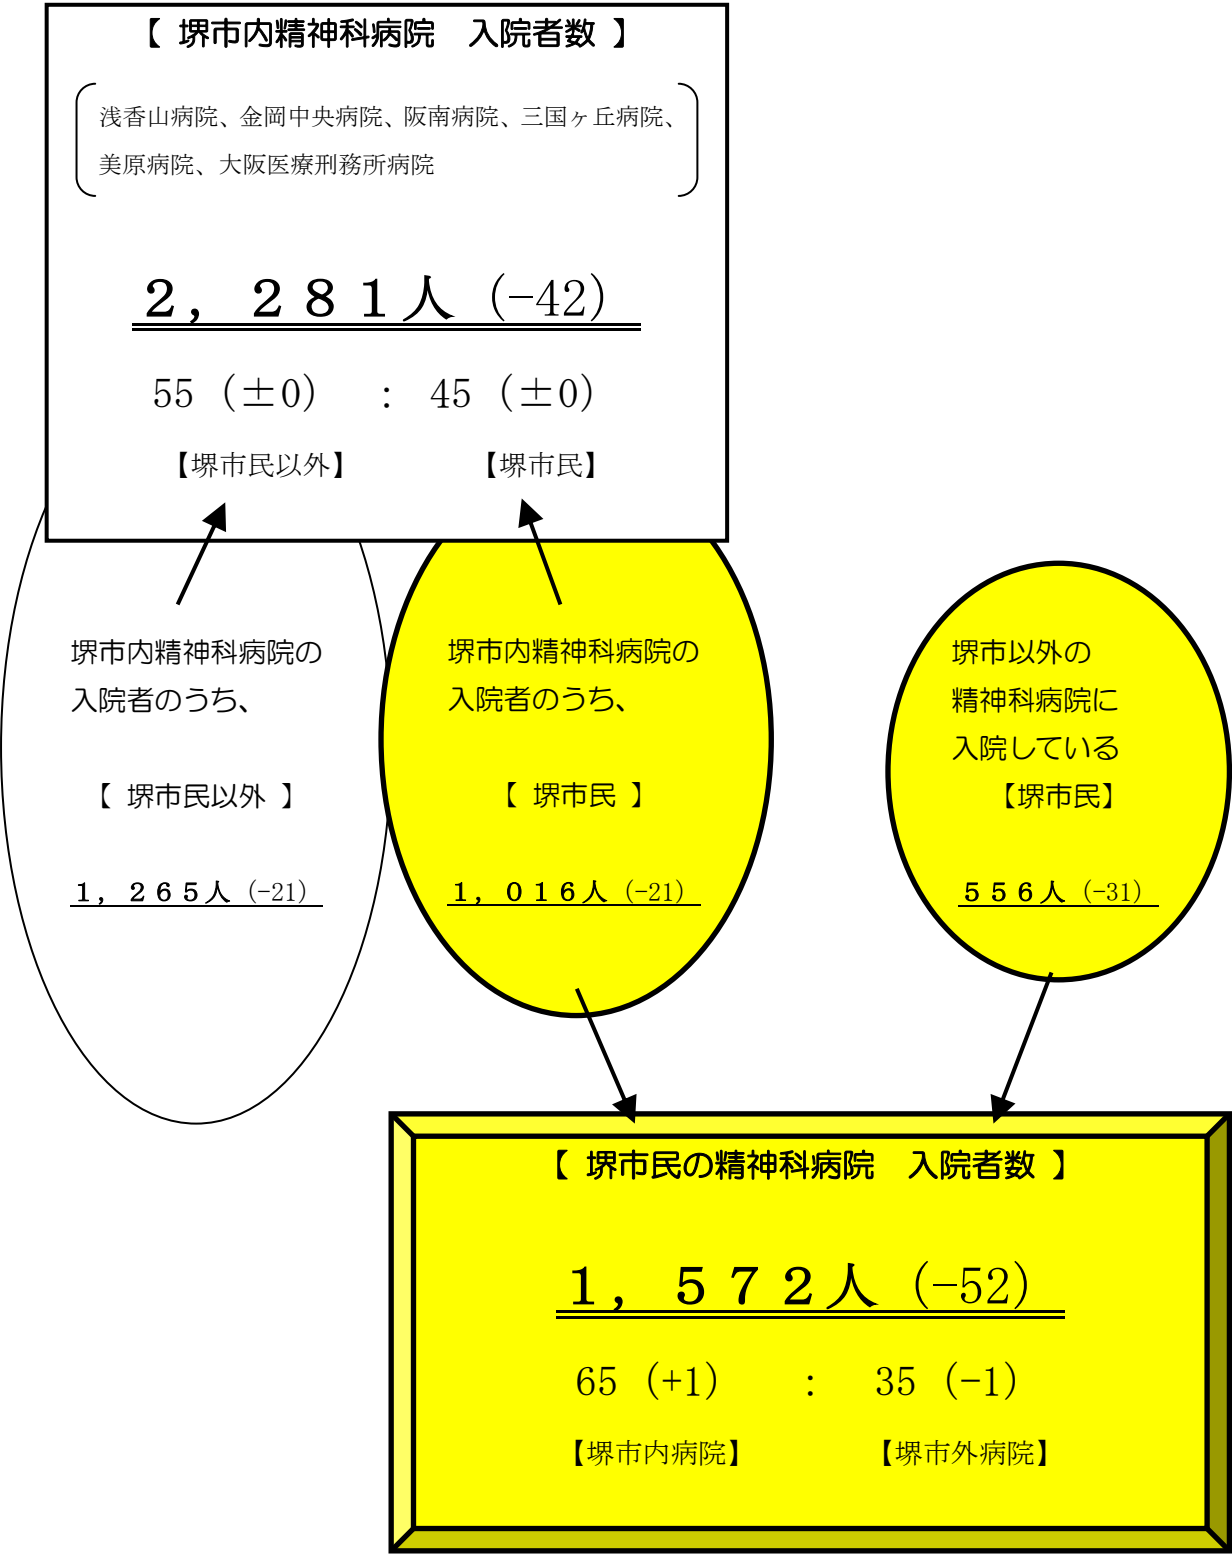 【 堺市内精神科病院　入院者数 】
浅香山病院、金岡中央病院、阪南病院、三国ヶ丘病院、
美原病院、大阪医療刑務所病院
２，２８１人（-42）
55（±0）　：　45（±0）
【堺市民以外】　【堺市民】
堺市内精神科病院の
入院者のうち、
【 堺市民以外 】
１，２６５人（-21）
堺市内精神科病院の
入院者のうち、
【 堺市民 】
１，０１６人（-21）
堺市以外の
精神科病院に
入院している
【堺市民】
５５６人（-31）
【 堺市民の精神科病院　入院者数 】
１，５７２人（-52）
65（+1）　：　35（-1）
【堺市内病院】　【堺市外病院】